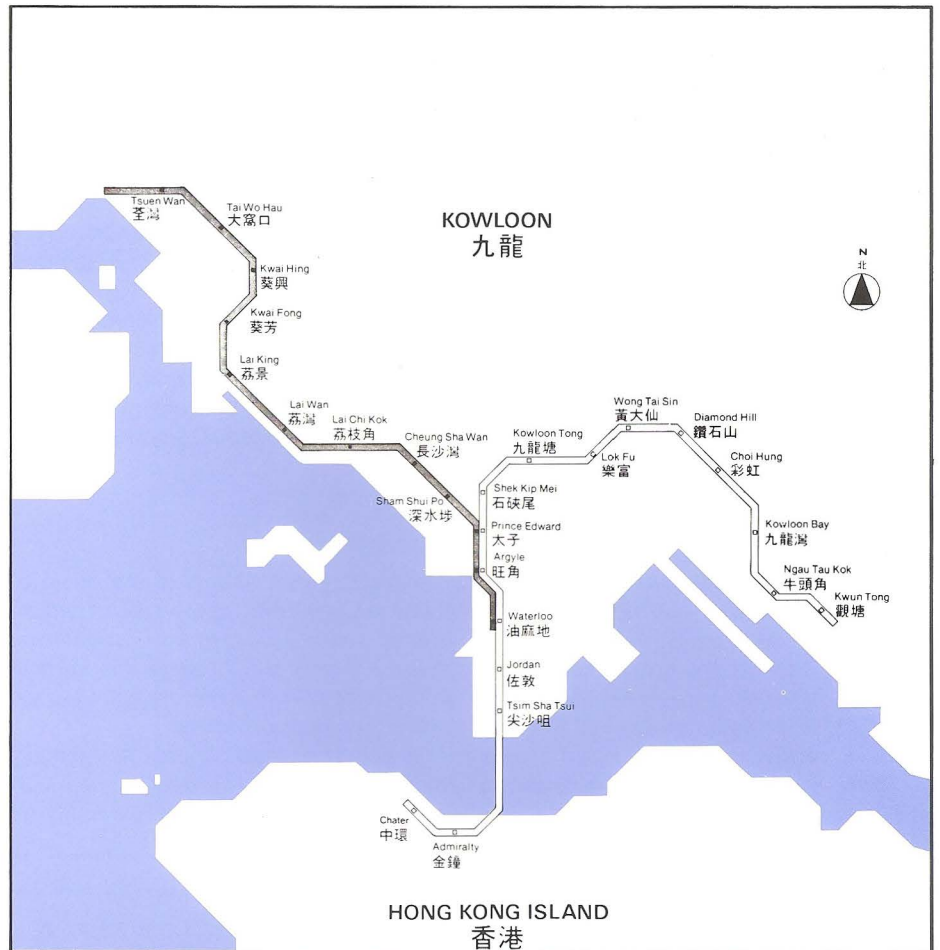 Tsuen Wan
荃灣
Tai Wo Hau
大窩口
KOWLOON
九龍
N
北
Kwai Hing
葵興
Kwai Fong
葵芳
Lai King
荔景
Lai Wan
荔灣
Lai Chi Kok
荔枝角
Cheung Sha Wan
長沙灣
Sham Shui Po
深水埗
Kowloon Tong
九龍塘
Wong Tai Sin
黃大仙
Lok Fu
樂富
Diamond Hill
鑽石山
Choi Hung
彩虹
Shek Kip Mei
石硤尾
Prince Edward
太子
Argyle
旺角
Kowloon Bay
九龍灣
Ngau Tau Kok
牛頭角
Kwun Tong
觀塘
Waterloo
油麻地
Jordan
佐敦
Tsim Sha Tsui
尖沙咀
Chater
中環
Admiralty
金鐘
HONG KONG ISLAND
香港